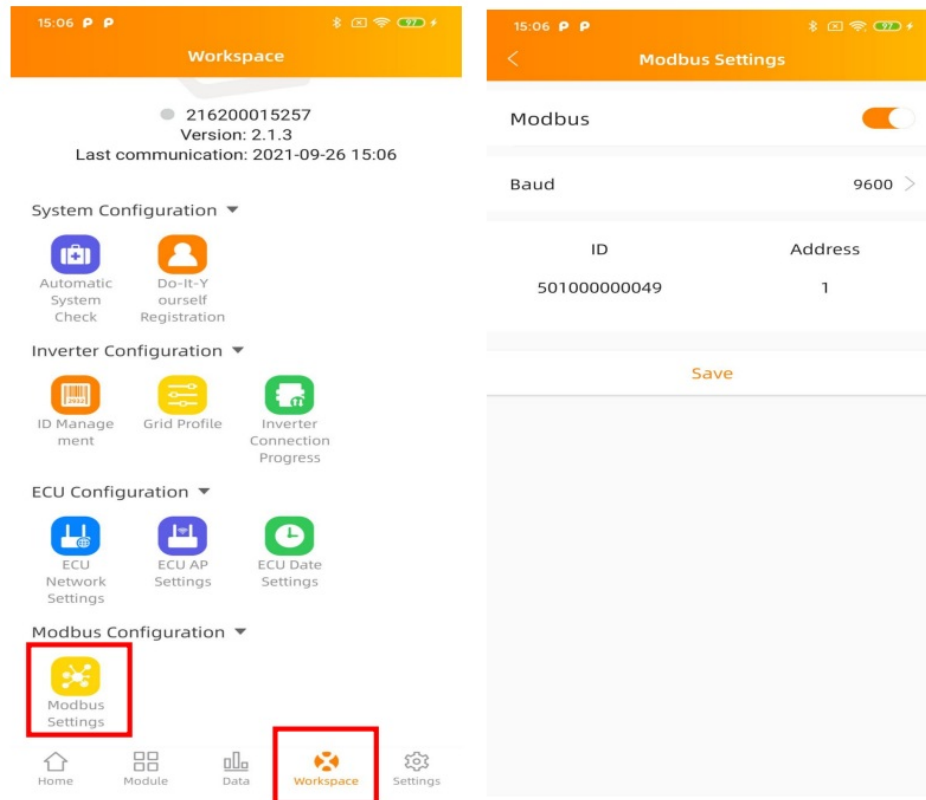 15:06 P P
97
Workspace
216200015257
Version: 2.1.3
Last communication: 2021-09-26 15:06
System Configuration
Automatic
System
Check
Do-It-Y
ourself
Registration
Inverter Configuration
ID Manage
ment
Grid Profile
Inverter
Connection
Progress
ECU Configuration
ECU
Network
Settings
ECU AP
Settings
ECU Date
Settings
Modbus Configuration
Modbus
Settings
Home
Module
Data
Workspace
Settings
15:06 P P
97
Modbus Settings
Modbus
Baud 9600
ID Address
501000000049 1
Save